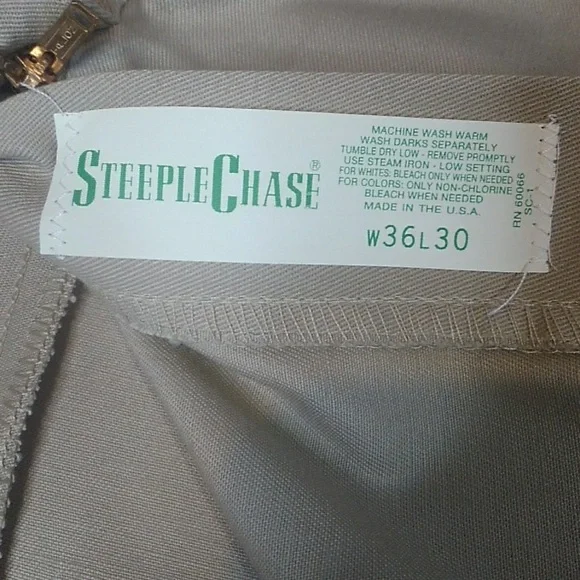 STEEPLECHASE®
MACHINE WASH WARM
WASH DARKS SEPARATELY
TUMBLE DRY LOW - REMOVE PROMPTLY
USE STEAM IRON - LOW SETTING
FOR WHITES: BLEACH ONLY WHEN NEEDED
FOR COLORS: ONLY NON-CHLORINE
BLEACH WHEN NEEDED
MADE IN THE U.S.A.
W36L30
RN 60066
SC-1